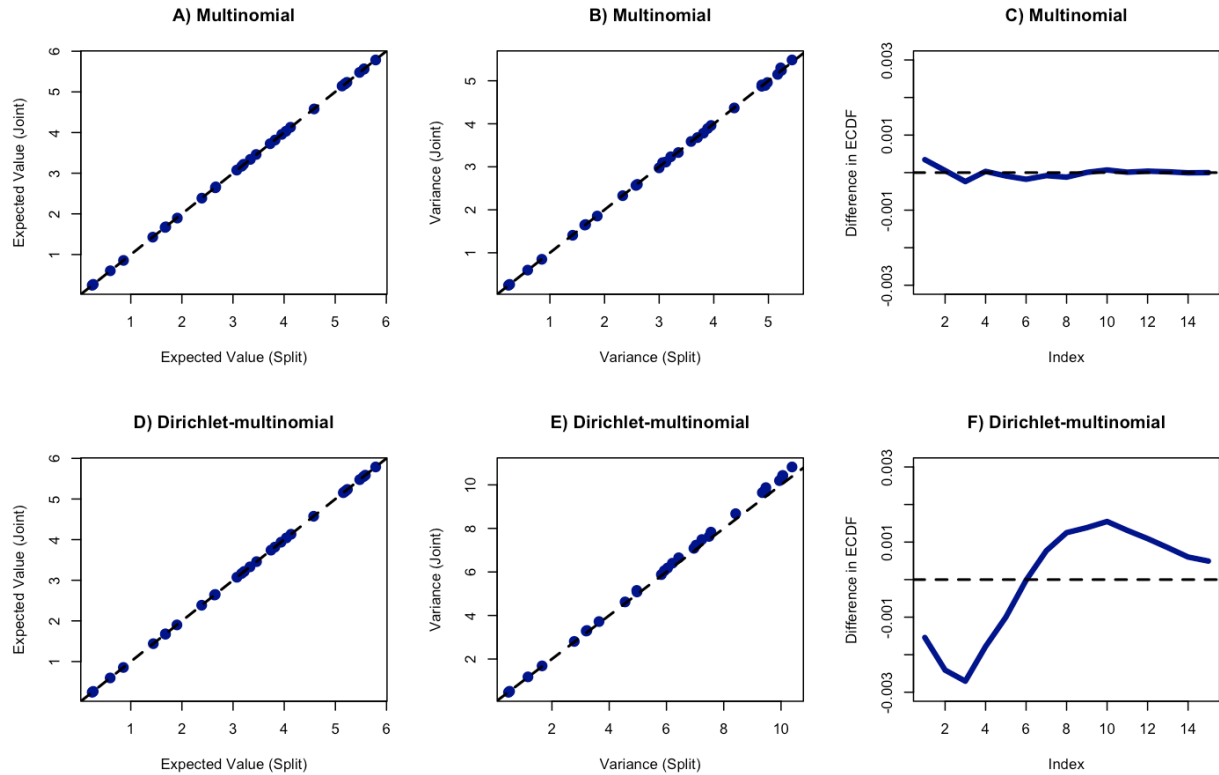 A) Multinomial
Expected Value (Joint)
6
5
4
3
2
1
1 2 3 4 5 6
Expected Value (Split)
B) Multinomial
Variance (Joint)
5
4
3
2
1
1 2 3 4 5
Variance (Split)
C) Multinomial
Difference in ECDF
0.003
0.001
-0.001
-0.003
2 4 6 8 10 12 14
Index
D) Dirichlet-multinomial
Expected Value (Joint)
6
5
4
3
2
1
1 2 3 4 5 6
Expected Value (Split)
E) Dirichlet-multinomial
Variance (Joint)
10
8
6
4
2
2 4 6 8 10
Variance (Split)
F) Dirichlet-multinomial
Difference in ECDF
0.003
0.001
-0.001
-0.003
2 4 6 8 10 12 14
Index